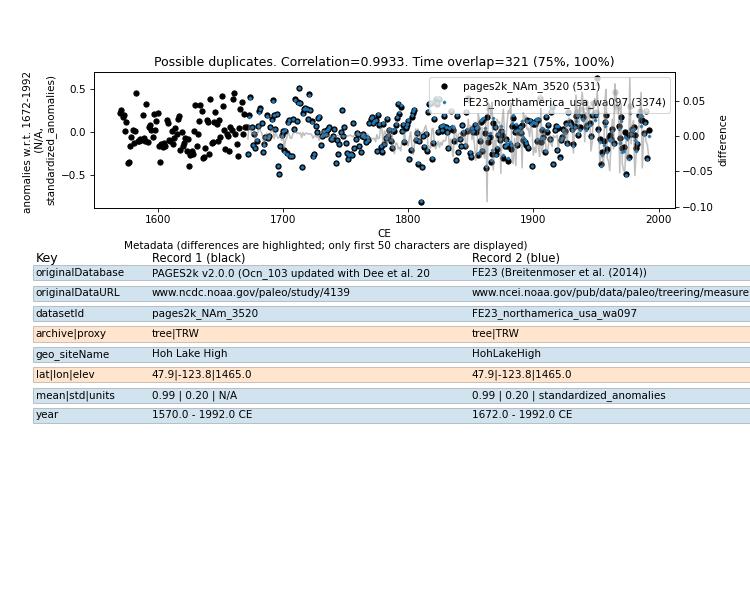 Possible duplicates. Correlation=0.9933. Time overlap=321 (75%, 100%)
anomalies w.r.t. 1672-1992
(N/A,
standardized_anomalies)
0.5
0.0
−0.5
pages2k_NAm_3520 (531)
FE23_northamerica_usa_wa097 (3374)
0.05
0.00
−0.05
−0.10
difference
1600 1700 1800 1900 2000
CE
Metadata (differences are highlighted; only first 50 characters are displayed)
Key Record 1 (black) Record 2 (blue)
originalDatabase PAGES2k v2.0.0 (Ocn_103 updated with Dee et al. 20 FE23 (Breitenmoser et al. (2014))
originalDataURL www.ncdc.noaa.gov/paleo/study/4139 www.ncei.noaa.gov/pub/data/paleo/treering/measure
datasetId pages2k_NAm_3520 FE23_northamerica_usa_wa097
archive|proxy tree|TRW tree|TRW
geo_siteName Hoh Lake High HohLakeHigh
lat|lon|elev 47.9|-123.8|1465.0 47.9|-123.8|1465.0
mean|std|units 0.99 | 0.20 | N/A 0.99 | 0.20 | standardized_anomalies
year 1570.0 - 1992.0 CE 1672.0 - 1992.0 CE